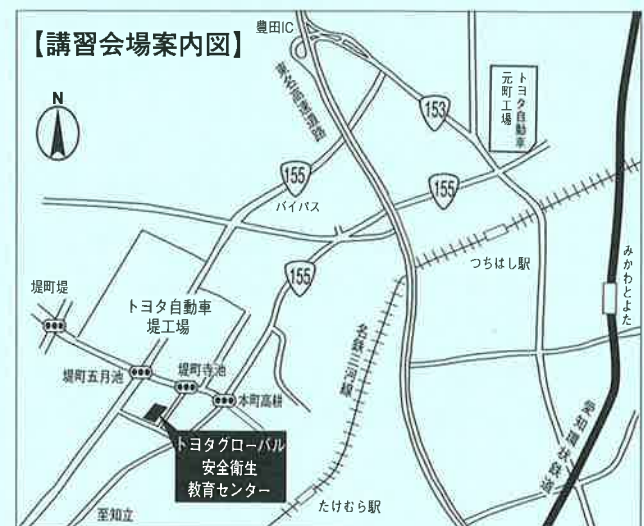 【講習会場案内図】
豊田IC
東名高速道路
N
153
トヨタ自動車
元町工場
155
バイパス
155
155
つちはし駅
みかわとよた
堤町堤
トヨタ自動車
堤工場
名鉄三河線
堤町五月池
堤町寺池
本町高耕
トヨタグローバル
安全衛生
教育センター
愛知環状鉄道
たけむら駅
至知立